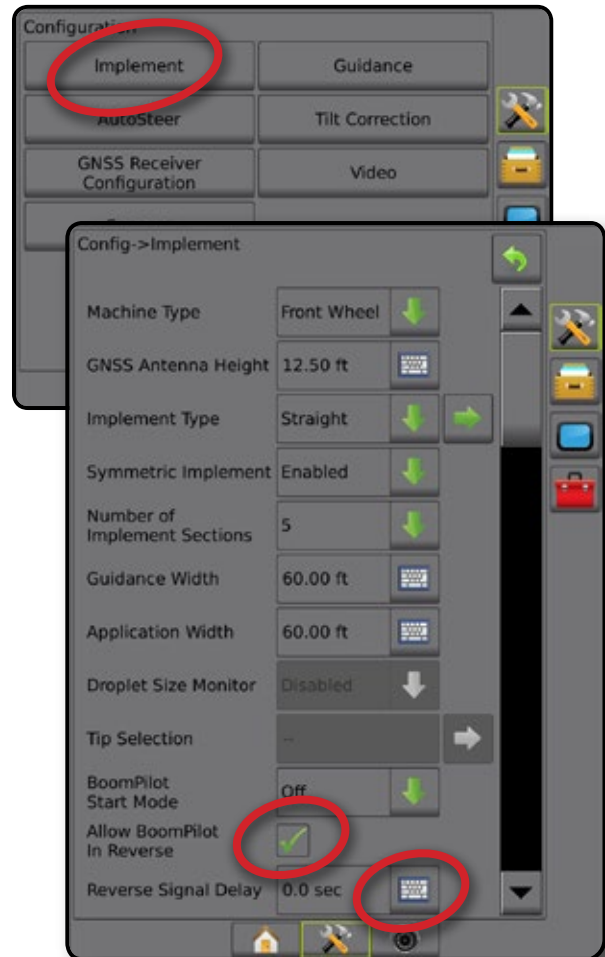 Configuration
Implement
Guidance
AutoSteer
Tilt Correction
GNSS Receiver
Configuration
Video
Config->Implement
Machine Type
Front Wheel
GNSS Antenna Height
12.50 ft
Implement Type
Straight
Symmetric Implement
Enabled
Number of
Implement Sections
5
Guidance Width
60.00 ft
Application Width
60.00 ft
Droplet Size Monitor
Disabled
Tip Selection
--
BoomPilot
Start Mode
Off
Allow BoomPilot
In Reverse
Reverse Signal Delay
0.0 sec